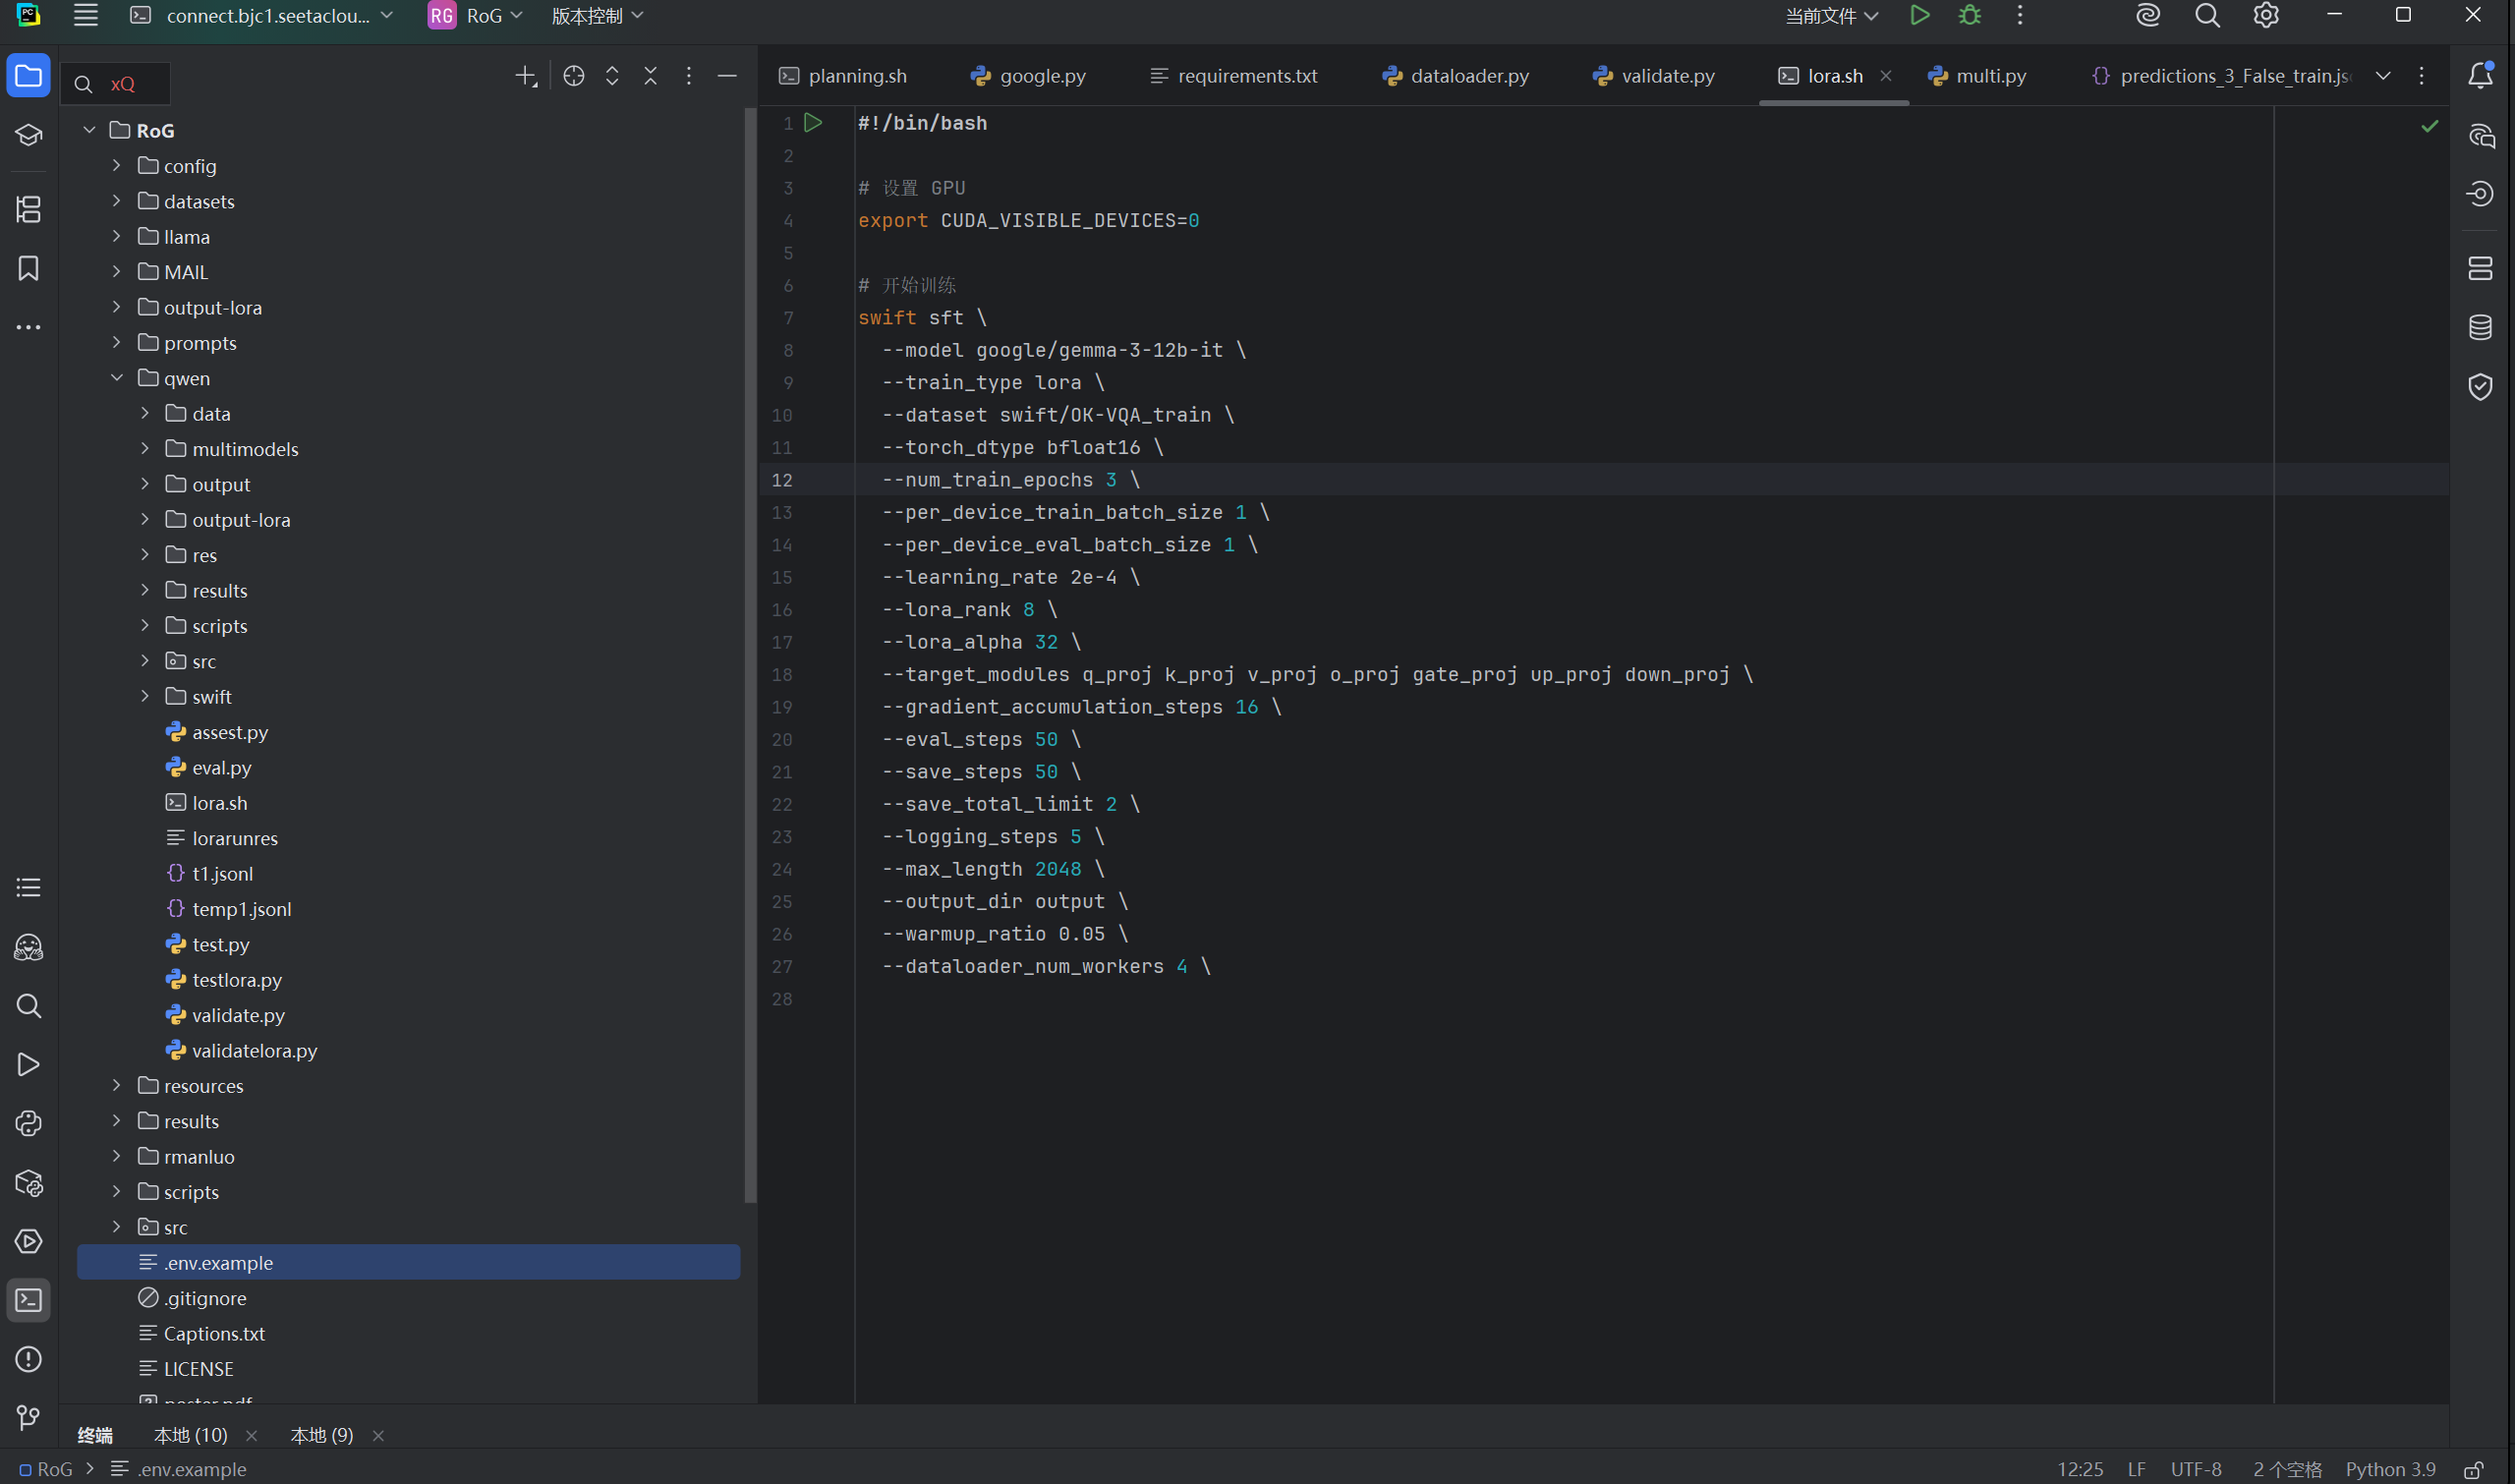 connect.bjc1.seetaclou... RG RoG 版本控制 当前文件
xQ
planning.sh google.py requirements.txt dataloader.py validate.py lora.sh multi.py predictions_3_False_train.js
RoG
config
datasets
llama
MAIL
output-lora
prompts
qwen
data
multimodels
output
output-lora
res
results
scripts
src
swift
assest.py
eval.py
lora.sh
lorarunres
t1.jsonl
temp1.jsonl
test.py
testlora.py
validate.py
validatelora.py
resources
results
rmanluo
scripts
src
.env.example
.gitignore
Captions.txt
LICENSE
1 #!/bin/bash
2
3 # 设置 GPU
4 export CUDA_VISIBLE_DEVICES=0
5
6 # 开始训练
7 swift sft \
8 --model google/gemma-3-12b-it \
9 --train_type lora \
10 --dataset swift/OK-VQA_train \
11 --torch_dtype bfloat16 \
12 --num_train_epochs 3 \
13 --per_device_train_batch_size 1 \
14 --per_device_eval_batch_size 1 \
15 --learning_rate 2e-4 \
16 --lora_rank 8 \
17 --lora_alpha 32 \
18 --target_modules q_proj k_proj v_proj o_proj gate_proj up_proj down_proj \
19 --gradient_accumulation_steps 16 \
20 --eval_steps 50 \
21 --save_steps 50 \
22 --save_total_limit 2 \
23 --logging_steps 5 \
24 --max_length 2048 \
25 --output_dir output \
26 --warmup_ratio 0.05 \
27 --dataloader_num_workers 4 \
28
终端 本地 (10) 本地 (9)
RoG .env.example 12:25 LF UTF-8 2 个空格 Python 3.9